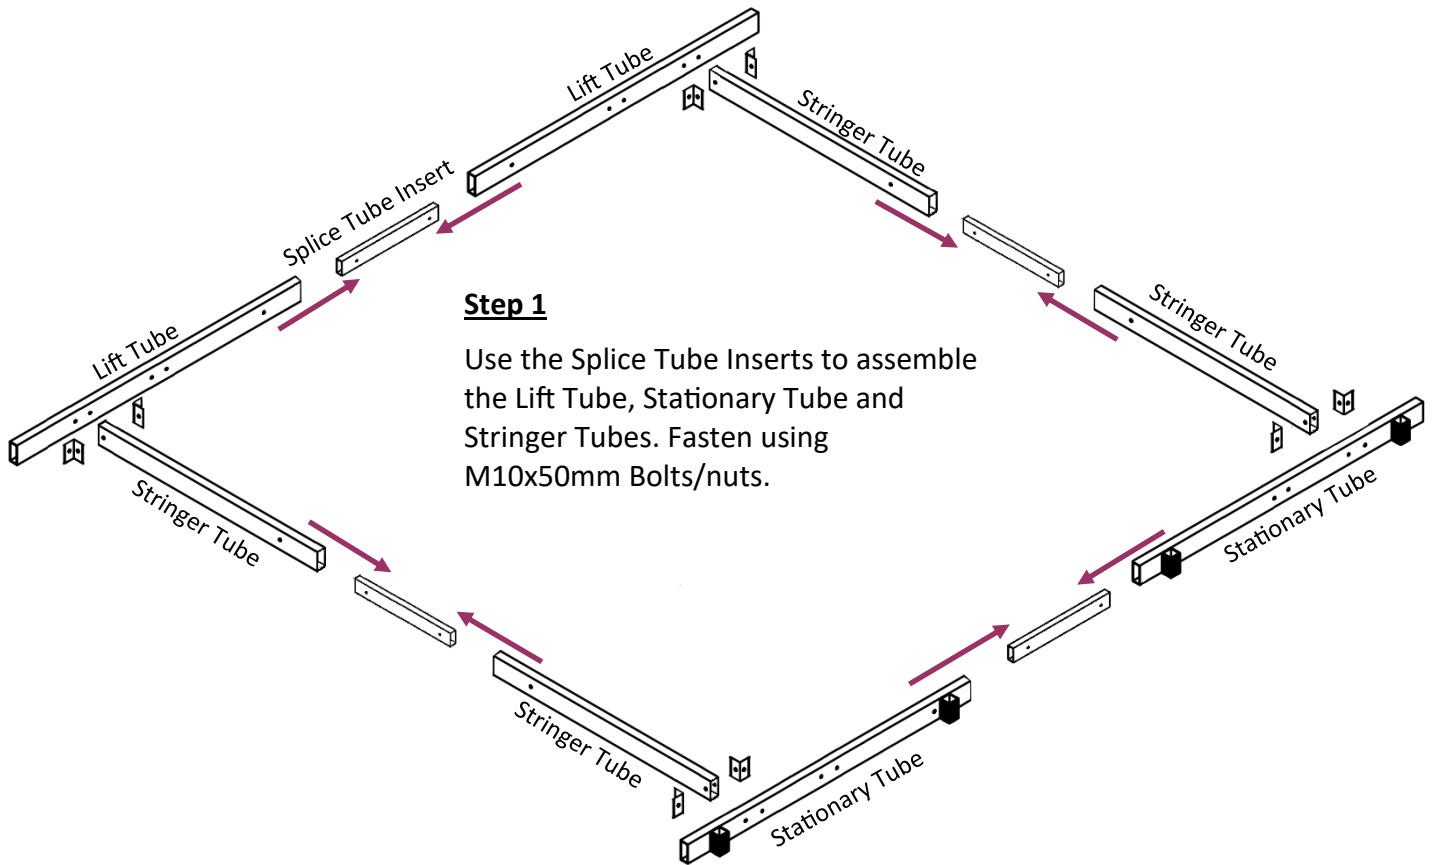 Lift Tube
Stringer Tube
Splice Tube Insert
Step 1
Use the Splice Tube Inserts to assemble
the Lift Tube, Stationary Tube and
Stringer Tubes. Fasten using
M10x50mm Bolts/nuts.
Lift Tube
Stringer Tube
Stringer Tube
Stationary Tube
Stringer Tube
Stationary Tube